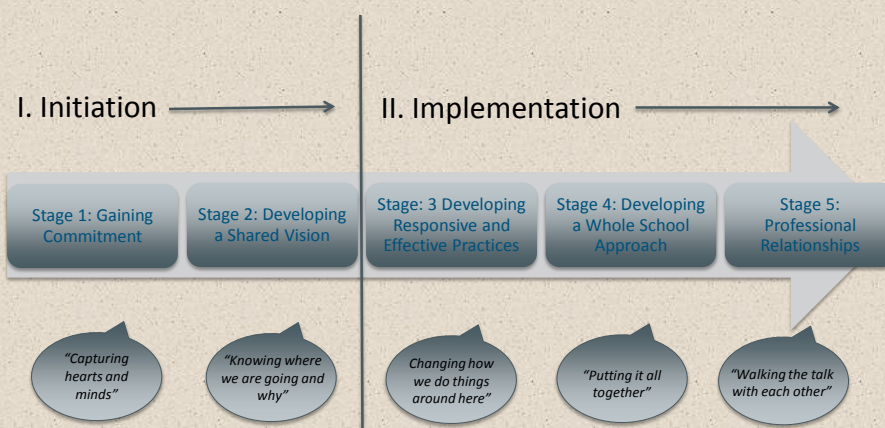 I. Initiation
II. Implementation
Stage 1: Gaining
Commitment
Stage 2: Developing
a Shared Vision
Stage: 3 Developing
Responsive and
Effective Practices
Stage 4: Developing
a Whole School
Approach
Stage 5:
Professional
Relationships
“Capturing
hearts and
minds”
“Knowing where
we are going and
why”
Changing how
we do things
around here”
“Putting it all
together”
“Walking the talk
with each other”